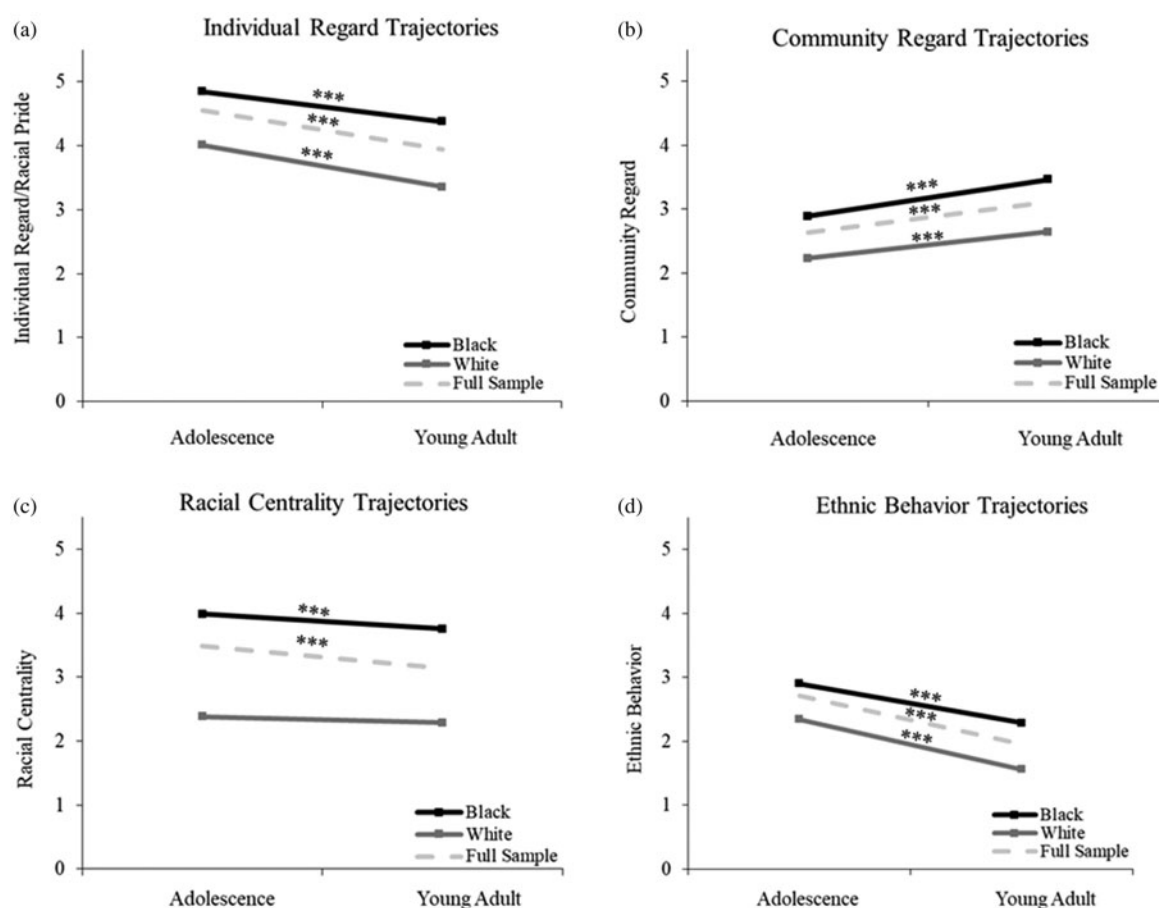 (a)
Individual Regard Trajectories
Individual Regard/Racial Pride
5
4
3
2
1
0
***
***
***
Black
White
Full Sample
Adolescence
Young Adult
(b)
Community Regard Trajectories
Community Regard
5
4
3
2
1
0
***
***
***
Black
White
Full Sample
Adolescence
Young Adult
(c)
Racial Centrality Trajectories
Racial Centrality
5
4
3
2
1
0
***
***
Black
White
Full Sample
Adolescence
Young Adult
(d)
Ethnic Behavior Trajectories
Ethnic Behavior
5
4
3
2
1
0
***
***
***
Black
White
Full Sample
Adolescence
Young Adult